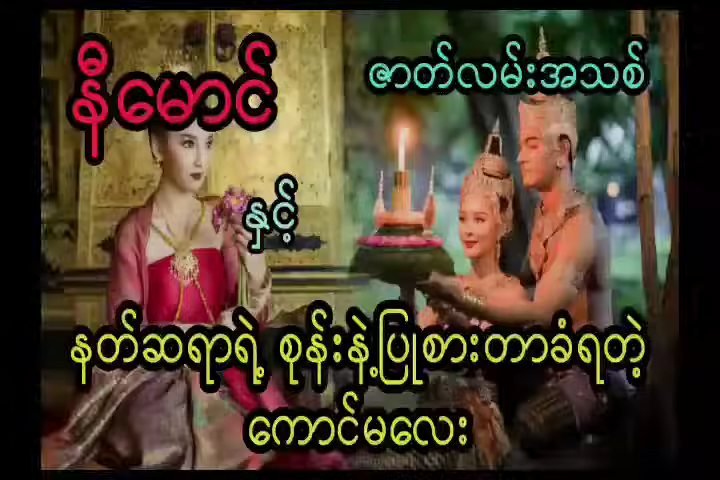 နီမောင်
ဇာတ်လမ်းအသစ်
နှင့်
နတ်ဆရာရဲ့ စုန်းနဲ့ပြုစားတာခံရတဲ့
ကောင်မလေး